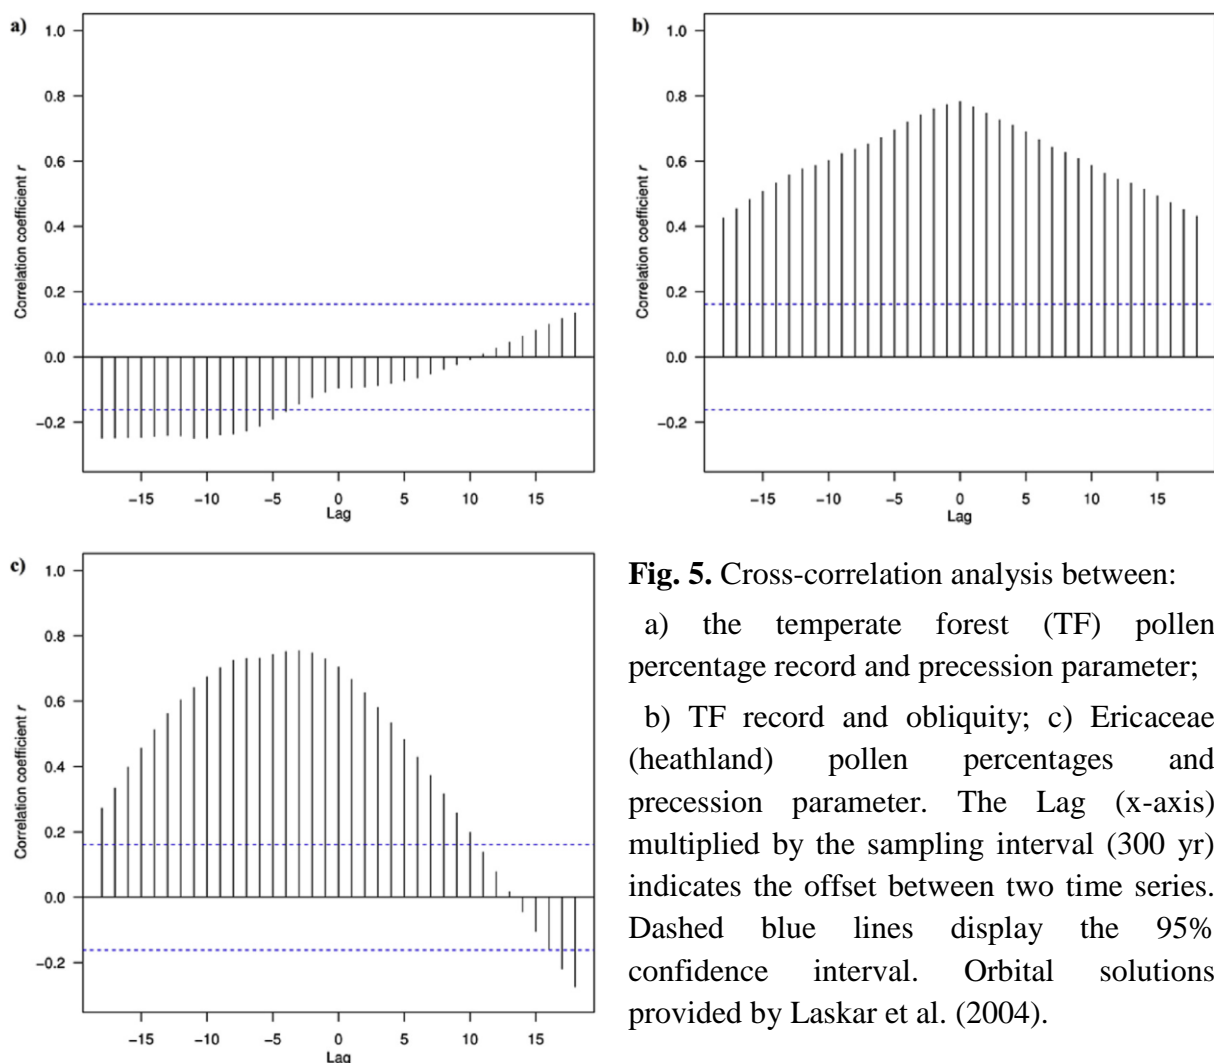 a)
1.0
0.8
0.6
0.4
0.2
0.0
−0.2
Correlation coefficient r
−15 −10 −5 0 5 10 15
Lag
b)
1.0
0.8
0.6
0.4
0.2
0.0
−0.2
Correlation coefficient r
−15 −10 −5 0 5 10 15
Lag
c)
1.0
0.8
0.6
0.4
0.2
0.0
−0.2
Correlation coefficient r
−15 −10 −5 0 5 10 15
Lag
Fig. 5. Cross-correlation analysis between:
a) the temperate forest (TF) pollen
percentage record and precession parameter;
b) TF record and obliquity; c) Ericaceae
(heathland) pollen percentages and
precession parameter. The Lag (x-axis)
multiplied by the sampling interval (300 yr)
indicates the offset between two time series.
Dashed blue lines display the 95%
confidence interval. Orbital solutions
provided by Laskar et al. (2004).